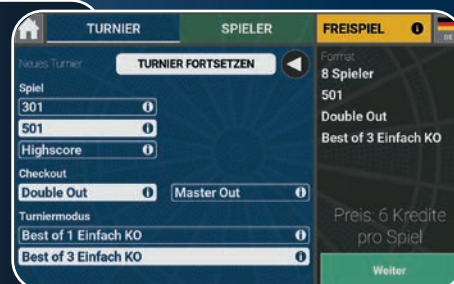 TURNIER
SPIELER
FREISPIEL 0
DE
Neues Turnier
TURNIER FORTSETZEN
Spiel
301
501
Highscore
Checkout
Double Out
Master Out
Turniermodus
Best of 1 Einfach KO
Best of 3 Einfach KO
Format
8 Spieler
501
Double Out
Best of 3 Einfach KO
Preis: 6 Kredite
pro Spiel
Weiter